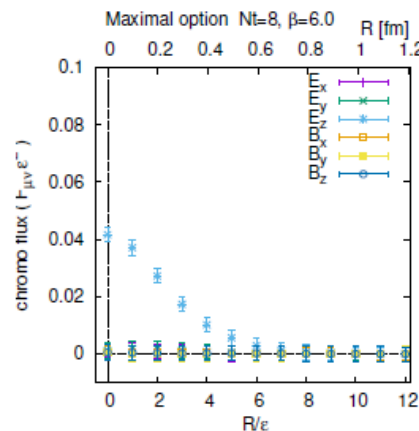 Maximal option Nt=8, β=6.0 R [fm]
0 0.2 0.4 0.6 0.8 1 1.2
0.1
0.08
0.06
0.04
0.02
0
chromo flux
E_x
E_y
E_z
B_x
B_y
B_z
0 2 4 6 8 10 12
R/ε